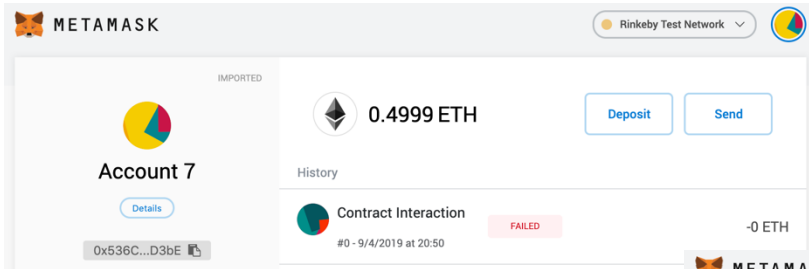 METAMASK
Rinkeby Test Network
IMPORTED
Account 7
Details
0x536C...D3bE
0.4999 ETH
Deposit
Send
History
Contract Interaction
FAILED
-0 ETH
#0 - 9/4/2019 at 20:50
METAMA